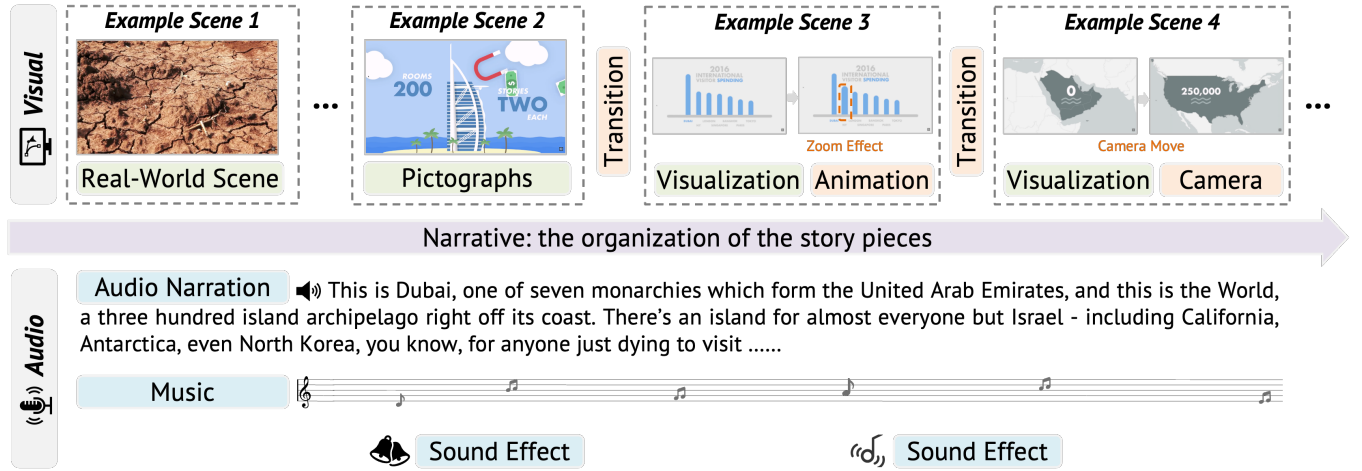 Visual
Example Scene 1
Real-World Scene
...
Example Scene 2
ROOMS
200
STORIES
TWO
EACH
Pictographs
Transition
Example Scene 3
2016
INTERNATIONAL
VISITOR SPENDING
2016
INTERNATIONAL
VISITOR SPENDING
Zoom Effect
Visualization
Animation
Transition
Example Scene 4
0
250,000
Camera Move
Visualization
Camera
...
Narrative: the organization of the story pieces
Audio
Audio Narration
This is Dubai, one of seven monarchies which form the United Arab Emirates, and this is the World,
a three hundred island archipelago right off its coast. There's an island for almost everyone but Israel - including California,
Antarctica, even North Korea, you know, for anyone just dying to visit ......
Music
Sound Effect
Sound Effect